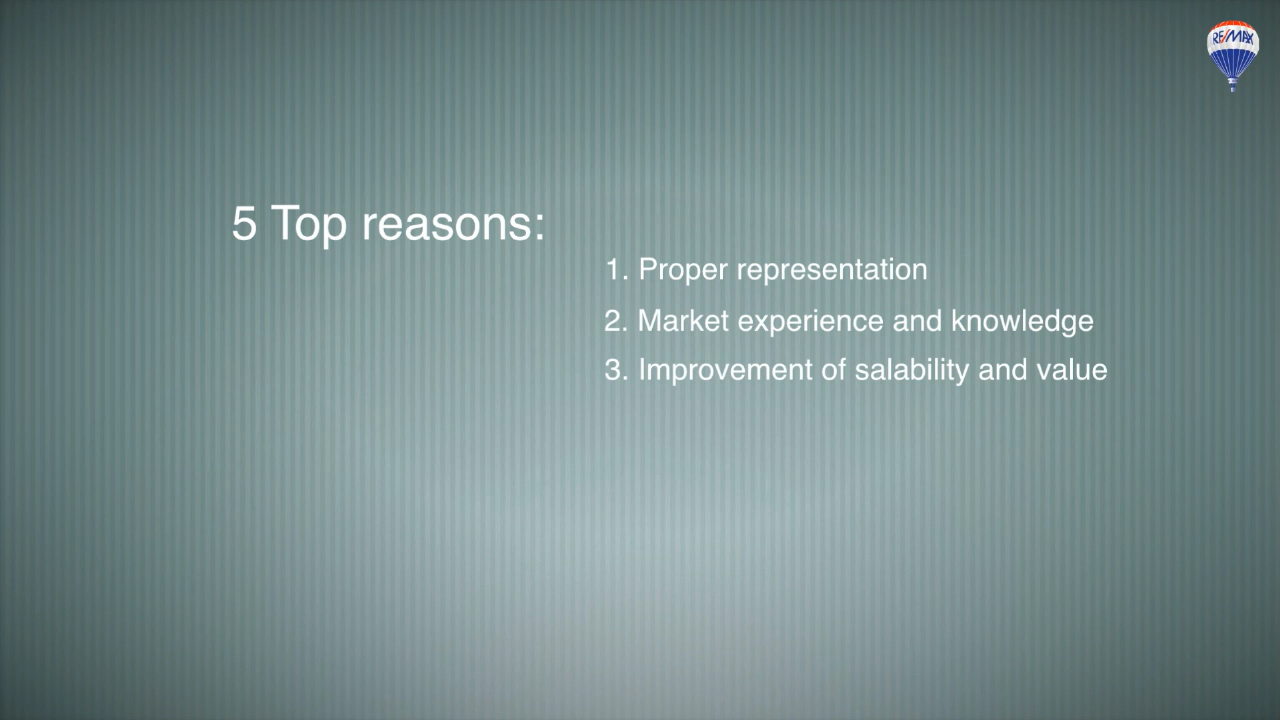 RE/MAX
5 Top reasons:
1. Proper representation
2. Market experience and knowledge
3. Improvement of salability and value